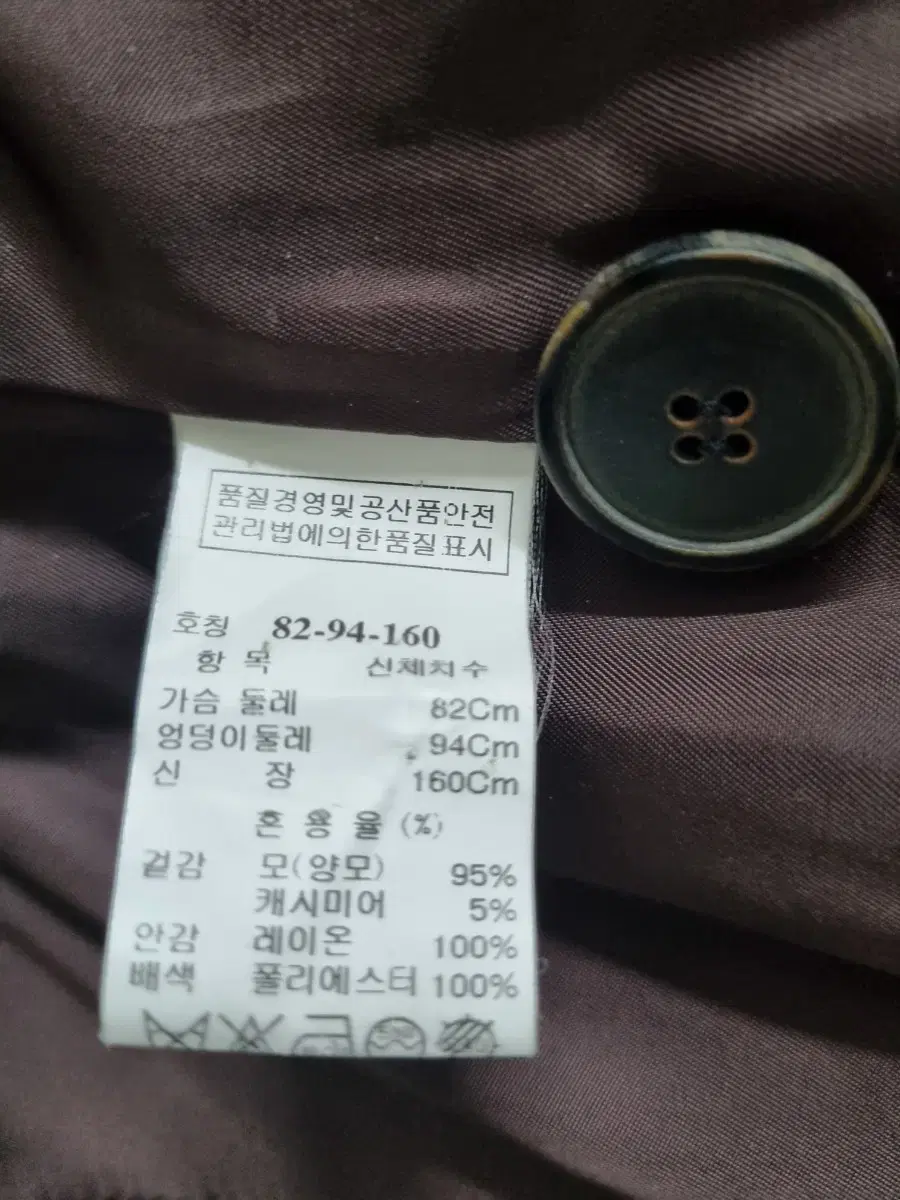 품질경영및공산품안전
관리법에의한품질표시
호칭 82-94-160
항 목 신체치수
가슴 둘레 82Cm
엉덩이둘레 94Cm
신 장 160Cm
혼 용 율 (%)
겉감 모(양모) 95%
캐시미어 5%
안감 레이온 100%
배색 폴리에스터 100%